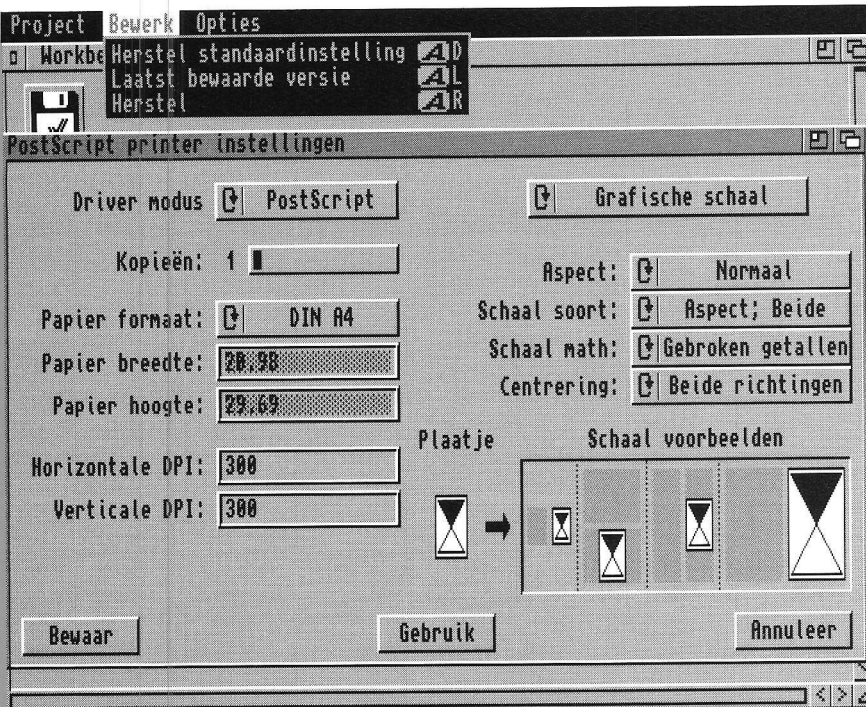 Project Bewerk Opties
Workbe
Herstel standaardinstelling A D
Laatst bewaarde versie A L
Herstel A R
PostScript printer instellingen
Driver modus PostScript
Grafische schaal
Kopieën: 1
Aspect: Normaal
Papier formaat: DIN A4
Schaal soort: Aspect; Beide
Papier breedte: 20.98
Schaal math: Gebroken getallen
Papier hoogte: 29.69
Centrering: Beide richtingen
Plaatje Schaal voorbeelden
Horizontale DPI: 300
Verticale DPI: 300
Bewaar Gebruik Annuleer